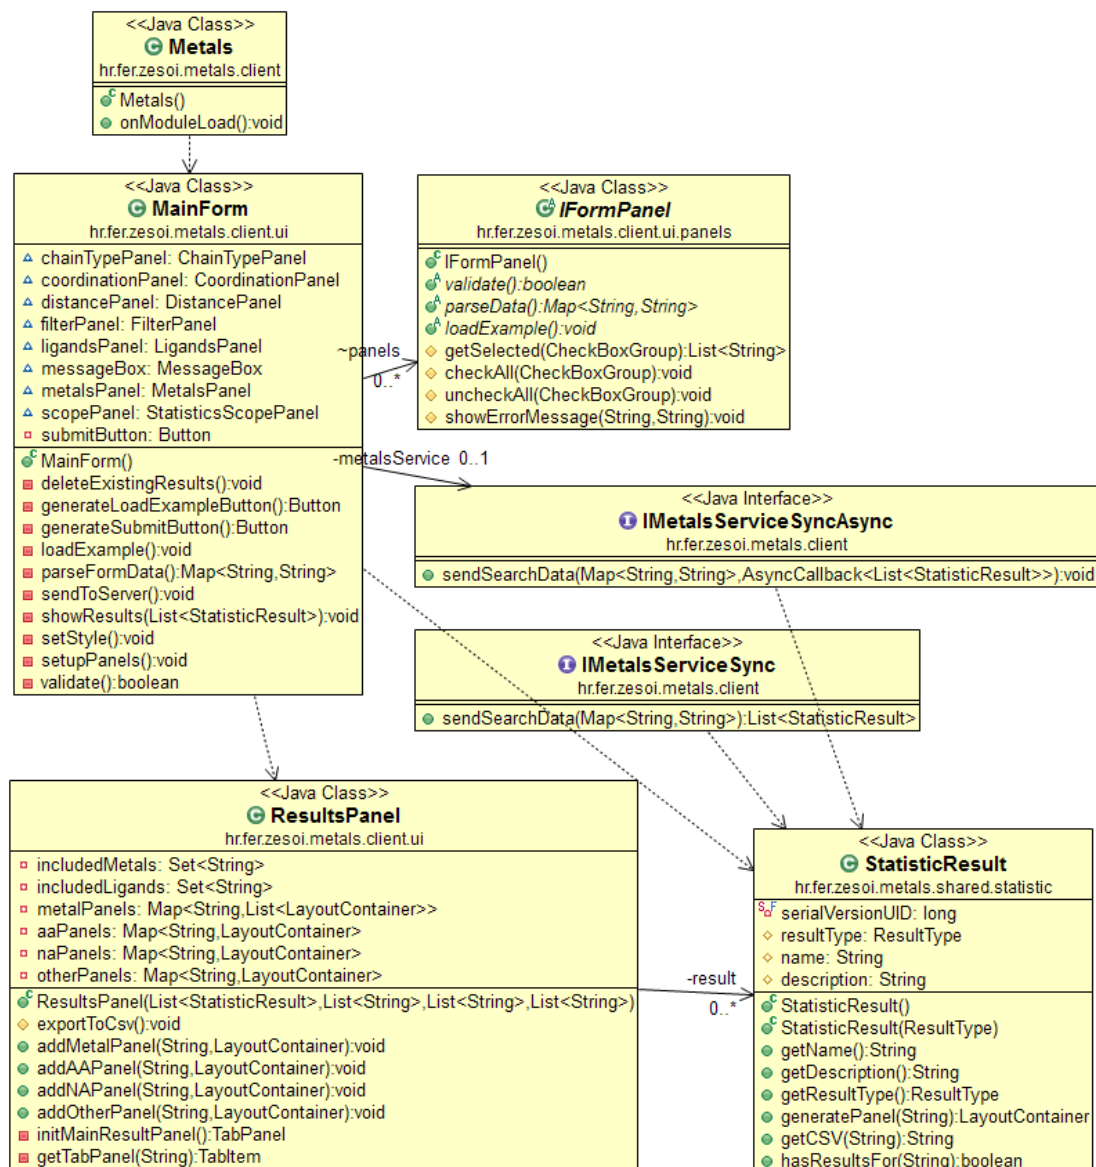 <<Java Class>>
Metals
hr.fer.zesoi.metals.client
Metals()
onModuleLoad():void
<<Java Class>>
MainForm
hr.fer.zesoi.metals.client.ui
chainTypePanel: ChainTypePanel
coordinationPanel: CoordinationPanel
distancePanel: DistancePanel
filterPanel: FilterPanel
ligandsPanel: LigandsPanel
messageBox: MessageBox
metalsPanel: MetalsPanel
scopePanel: StatisticsScopePanel
submitButton: Button
MainForm()
deleteExistingResults():void
generateLoadExampleButton():Button
generateSubmitButton():Button
loadExample():void
parseFormData():Map<String,String>
sendToServer():void
showResults(List<StatisticResult>):void
setStyle():void
setupPanels():void
validate():boolean
~panels
0..*
<<Java Class>>
IFormPanel
hr.fer.zesoi.metals.client.ui.panels
IFormPanel()
validate():boolean
parseData():Map<String,String>
loadExample():void
getSelected(CheckBoxGroup):List<String>
checkAll(CheckBoxGroup):void
uncheckAll(CheckBoxGroup):void
showErrorMessage(String,String):void
-metalsService 0..1
<<Java Interface>>
IMetalsServiceSyncAsync
hr.fer.zesoi.metals.client
sendSearchData(Map<String,String>,AsyncCallback<List<StatisticResult>>):void
<<Java Interface>>
IMetalsServiceSync
hr.fer.zesoi.metals.client
sendSearchData(Map<String,String>):List<StatisticResult>
<<Java Class>>
ResultsPanel
hr.fer.zesoi.metals.client.ui
includedMetals: Set<String>
includedLigands: Set<String>
metalPanels: Map<String,List<LayoutContainer>>
aaPanels: Map<String,LayoutContainer>
naPanels: Map<String,LayoutContainer>
otherPanels: Map<String,LayoutContainer>
ResultsPanel(List<StatisticResult>,List<String>,List<String>,List<String>)
exportToCsv():void
addMetalPanel(String,LayoutContainer):void
addAAPanel(String,LayoutContainer):void
addNAPanel(String,LayoutContainer):void
addOtherPanel(String,LayoutContainer):void
initMainResultPanel():TabPanel
getTabPanel(String):TabItem
-result
0..*
<<Java Class>>
StatisticResult
hr.fer.zesoi.metals.shared.statistic
serialVersionUID: long
resultType: ResultType
name: String
description: String
StatisticResult()
StatisticResult(ResultType)
getName():String
getDescription():String
getResultType():ResultType
generatePanel(String):LayoutContainer
getCSV(String):String
hasResultsFor(String):boolean